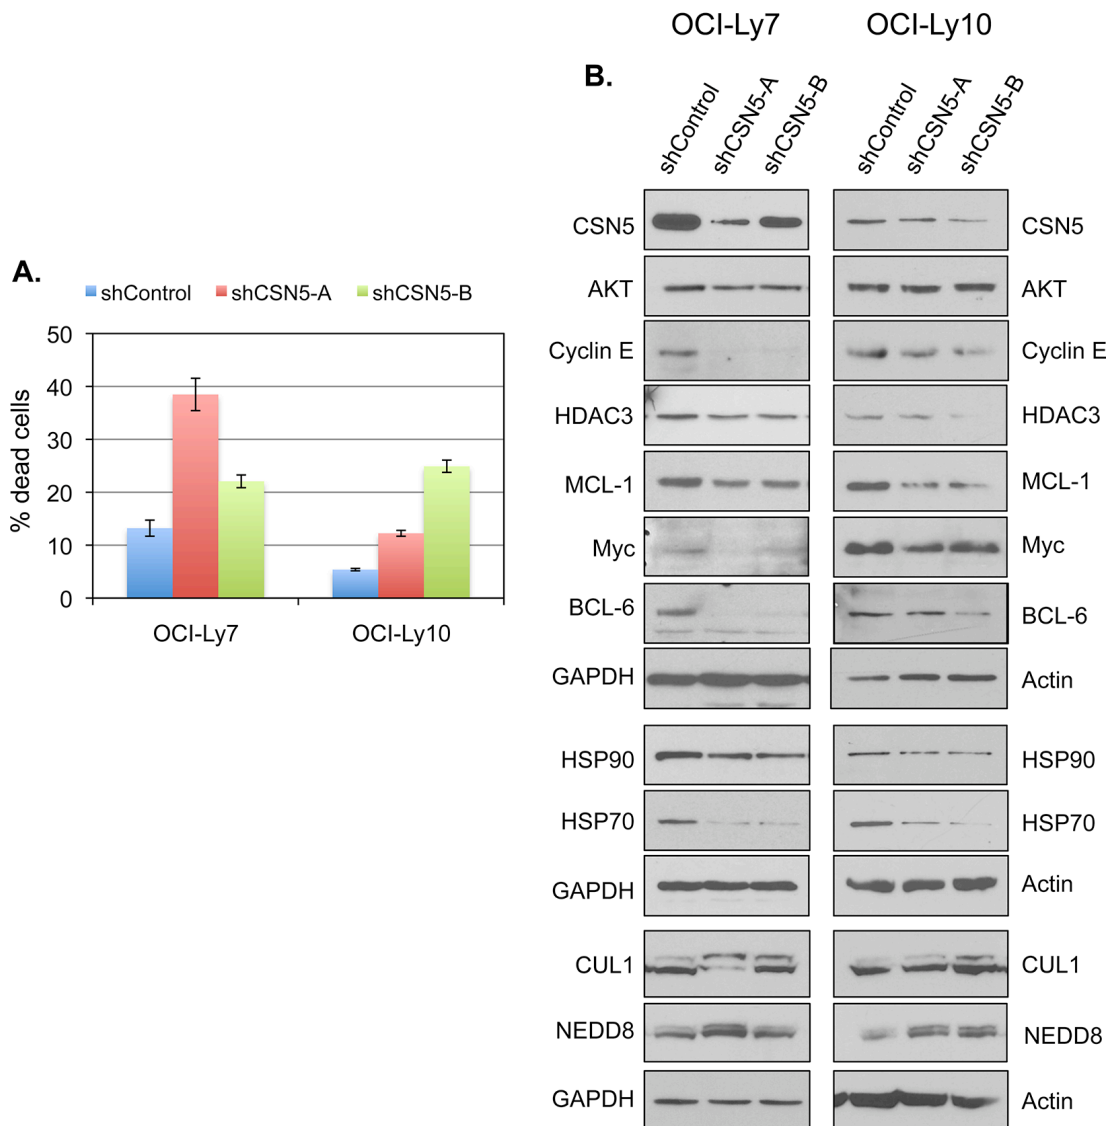 A.
shControl shCSN5-A shCSN5-B
50
40
30
20
10
0
% dead cells
OCI-Ly7 OCI-Ly10
B.
OCI-Ly7 OCI-Ly10
shControl shCSN5-A shCSN5-B shControl shCSN5-A shCSN5-B
CSN5 CSN5
AKT AKT
Cyclin E Cyclin E
HDAC3 HDAC3
MCL-1 MCL-1
Myc Myc
BCL-6 BCL-6
GAPDH Actin
HSP90 HSP90
HSP70 HSP70
GAPDH Actin
CUL1 CUL1
NEDD8 NEDD8
GAPDH Actin